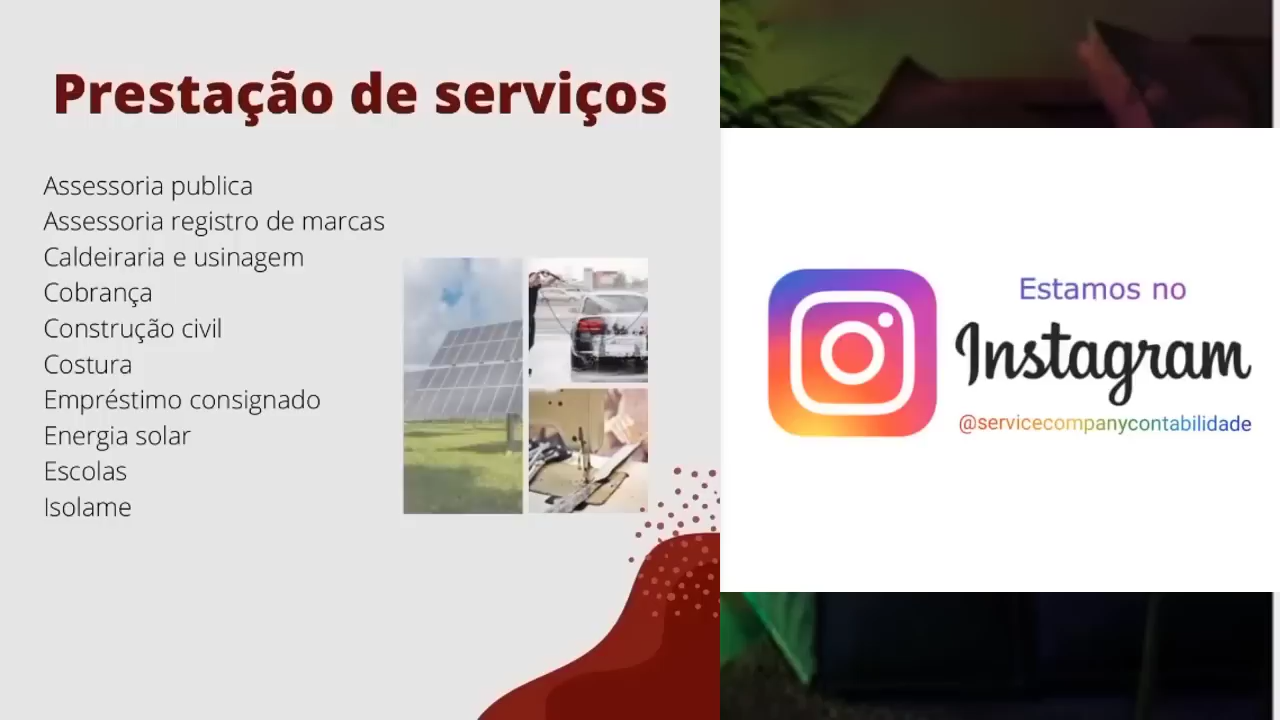 Prestação de serviços
Assessoria publica
Assessoria registro de marcas
Caldeiraria e usinagem
Cobrança
Construção civil
Costura
Empréstimo consignado
Energia solar
Escolas
Isolame
Estamos no
Instagram
@servicecompanycontabilidade